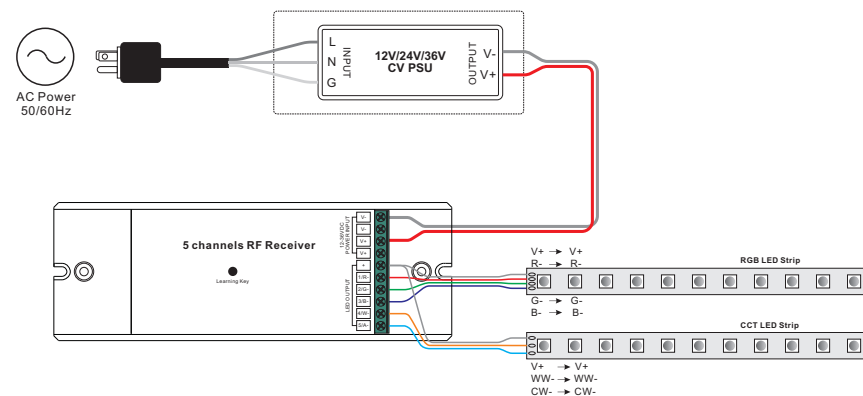 AC Power
50/60Hz
L
N
G
INPUT
12V/24V/36V
CV PSU
OUTPUT
V-
V+
5 channels RF Receiver
Learning Key
12-36VDC
POWER INPUT
V-
V-
V+
V+
LED OUTPUT
+
1/R-
2/G-
3/B-
4/W-
5/A-
V+ → V+
R- → R-
RGB LED Strip
G- → G-
B- → B-
CCT LED Strip
V+ → V+
WW- → WW-
CW- → CW-